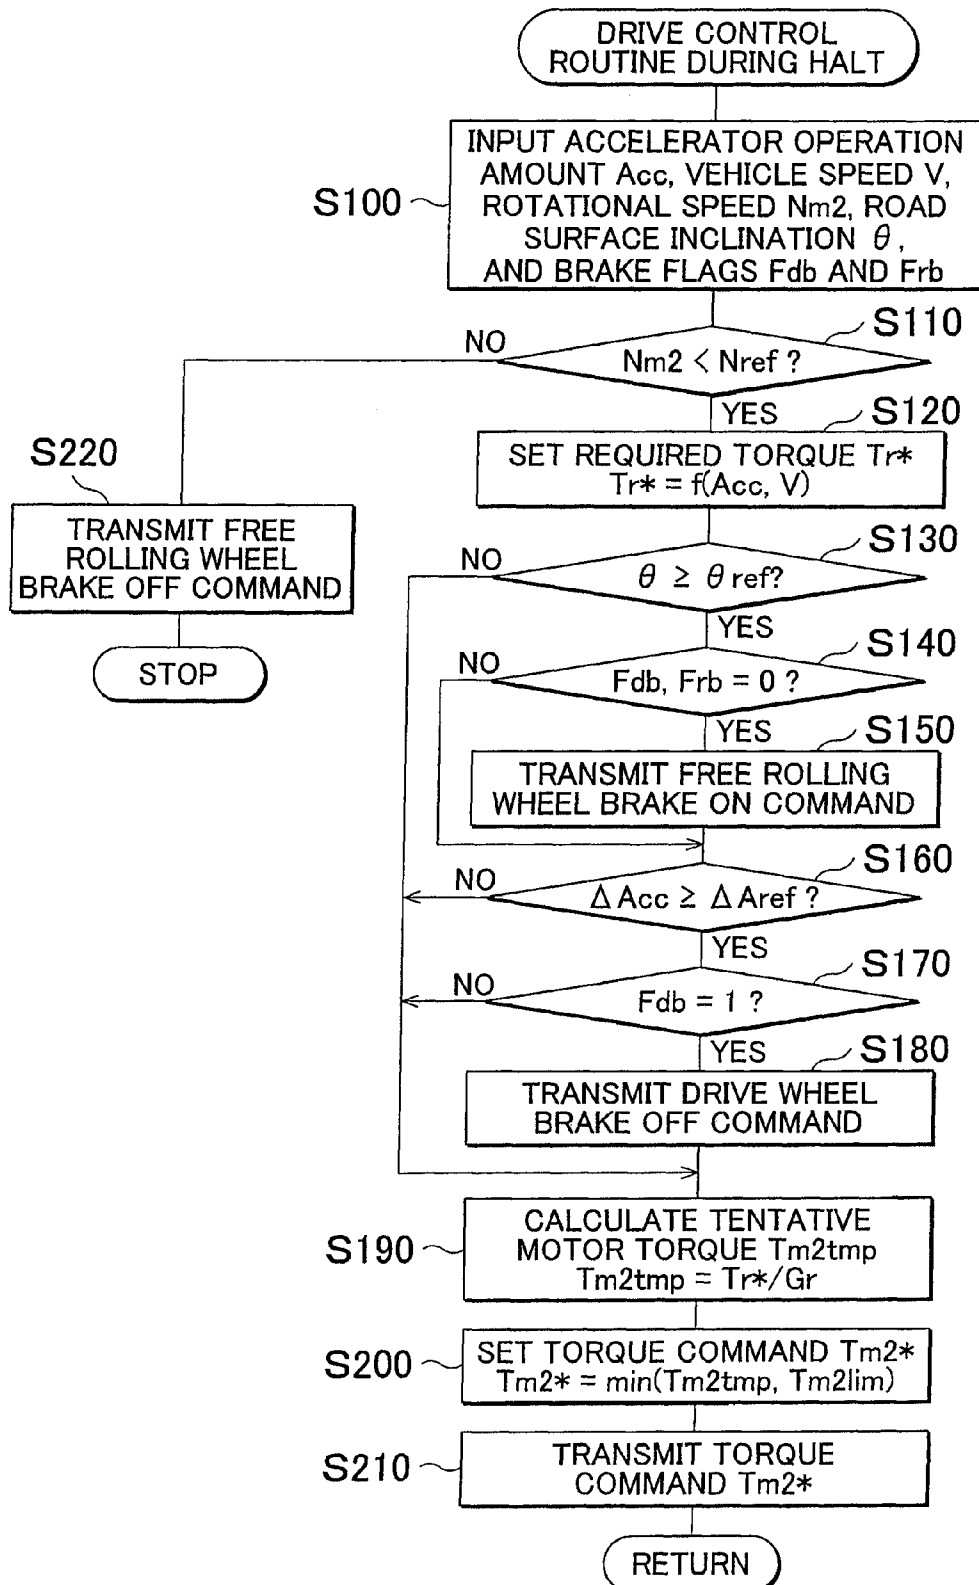 DRIVE CONTROL
ROUTINE DURING HALT
INPUT ACCELERATOR OPERATION
AMOUNT Acc, VEHICLE SPEED V,
ROTATIONAL SPEED Nm2, ROAD
SURFACE INCLINATION θ,
AND BRAKE FLAGS Fdb AND Frb
S100
S110
Nm2 < Nref ?
NO
YES
S120
SET REQUIRED TORQUE Tr*
Tr* = f(Acc, V)
S220
TRANSMIT FREE
ROLLING WHEEL
BRAKE OFF COMMAND
STOP
S130
θ ≥ θref?
NO
YES
S140
Fdb, Frb = 0 ?
NO
YES
S150
TRANSMIT FREE ROLLING
WHEEL BRAKE ON COMMAND
S160
ΔAcc ≥ ΔAref ?
NO
YES
S170
Fdb = 1 ?
NO
YES
S180
TRANSMIT DRIVE WHEEL
BRAKE OFF COMMAND
S190
CALCULATE TENTATIVE
MOTOR TORQUE Tm2tmp
Tm2tmp = Tr*/Gr
S200
SET TORQUE COMMAND Tm2*
Tm2* = min(Tm2tmp, Tm2lim)
S210
TRANSMIT TORQUE
COMMAND Tm2*
RETURN